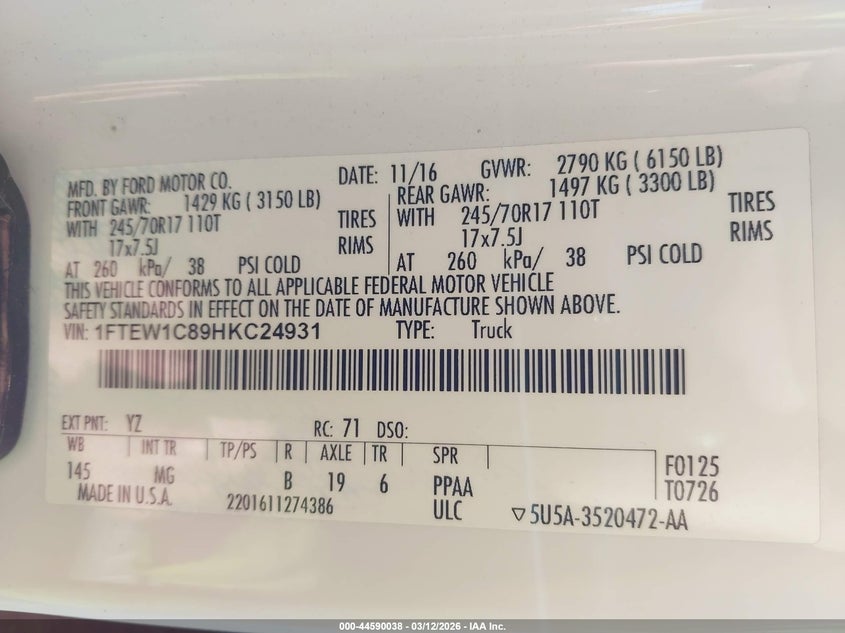 MFD. BY FORD MOTOR CO.
DATE: 11/16 GVWR: 2790 KG ( 6150 LB)
FRONT GAWR: 1429 KG ( 3150 LB)
WITH 245/70R17 110T TIRES
17x7.5J RIMS
AT 260 kPa/ 38 PSI COLD
REAR GAWR: 1497 KG ( 3300 LB)
WITH 245/70R17 110T TIRES
17x7.5J RIMS
AT 260 kPa/ 38 PSI COLD
THIS VEHICLE CONFORMS TO ALL APPLICABLE FEDERAL MOTOR VEHICLE
SAFETY STANDARDS IN EFFECT ON THE DATE OF MANUFACTURE SHOWN ABOVE.
VIN: 1FTEW1C89HKC24931 TYPE: Truck
EXT PNT: YZ RC: 71 DSO:
WB INT TR TP/PS R AXLE TR SPR
145 MG B 19 6 PPAA
F0125
T0726
MADE IN U.S.A. 2201611274386 ULC ▽5U5A-3520472-AA
000-44590038 - 03/12/2026 - IAA Inc.